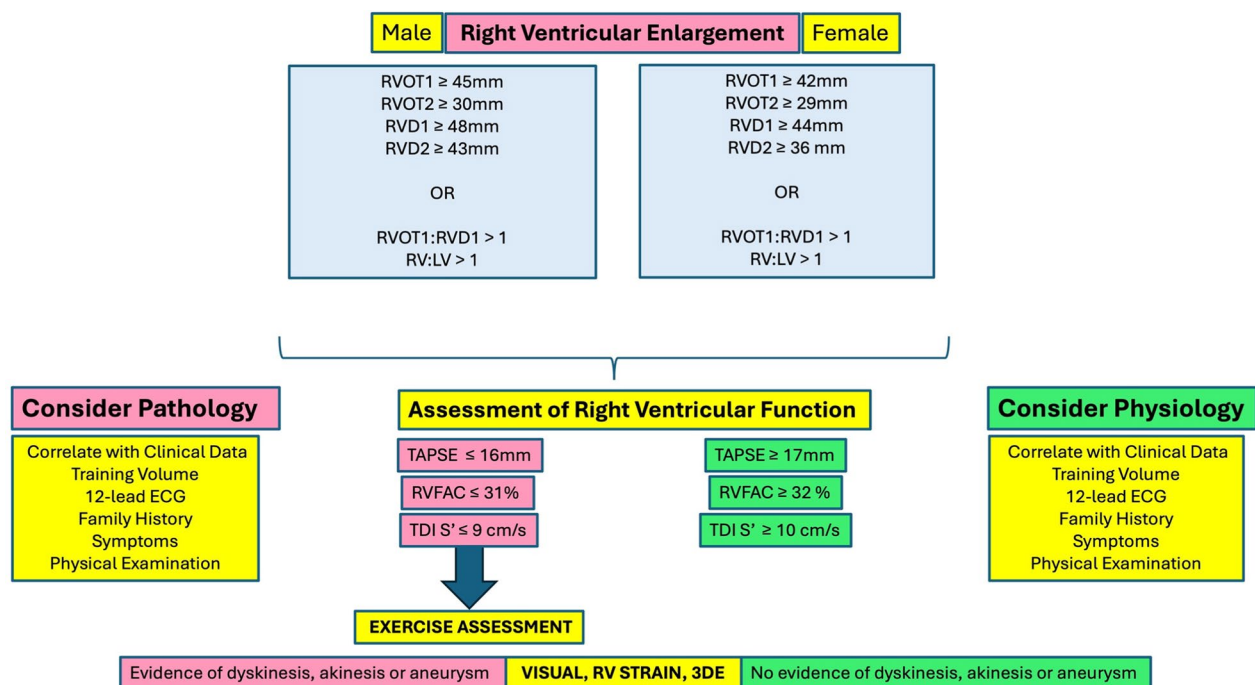 Male
Right Ventricular Enlargement
Female
RVOT1 ≥ 45mm
RVOT2 ≥ 30mm
RVD1 ≥ 48mm
RVD2 ≥ 43mm
OR
RVOT1:RVD1 > 1
RV:LV > 1
RVOT1 ≥ 42mm
RVOT2 ≥ 29mm
RVD1 ≥ 44mm
RVD2 ≥ 36 mm
OR
RVOT1:RVD1 > 1
RV:LV > 1
Consider Pathology
Correlate with Clinical Data
Training Volume
12-lead ECG
Family History
Symptoms
Physical Examination
Assessment of Right Ventricular Function
TAPSE ≤ 16mm
RVFAC ≤ 31%
TDI S’ ≤ 9 cm/s
TAPSE ≥ 17mm
RVFAC ≥ 32 %
TDI S’ ≥ 10 cm/s
Consider Physiology
Correlate with Clinical Data
Training Volume
12-lead ECG
Family History
Symptoms
Physical Examination
EXERCISE ASSESSMENT
Evidence of dyskinesis, akinesis or aneurysm
VISUAL, RV STRAIN, 3DE
No evidence of dyskinesis, akinesis or aneurysm